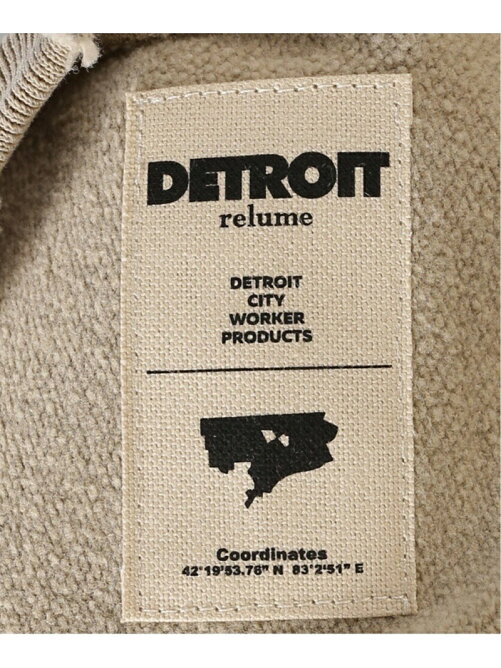 DETROIT
relume
DETROIT
CITY
WORKER
PRODUCTS
Coordinates
42°19'53.76" N 83°2'51" E